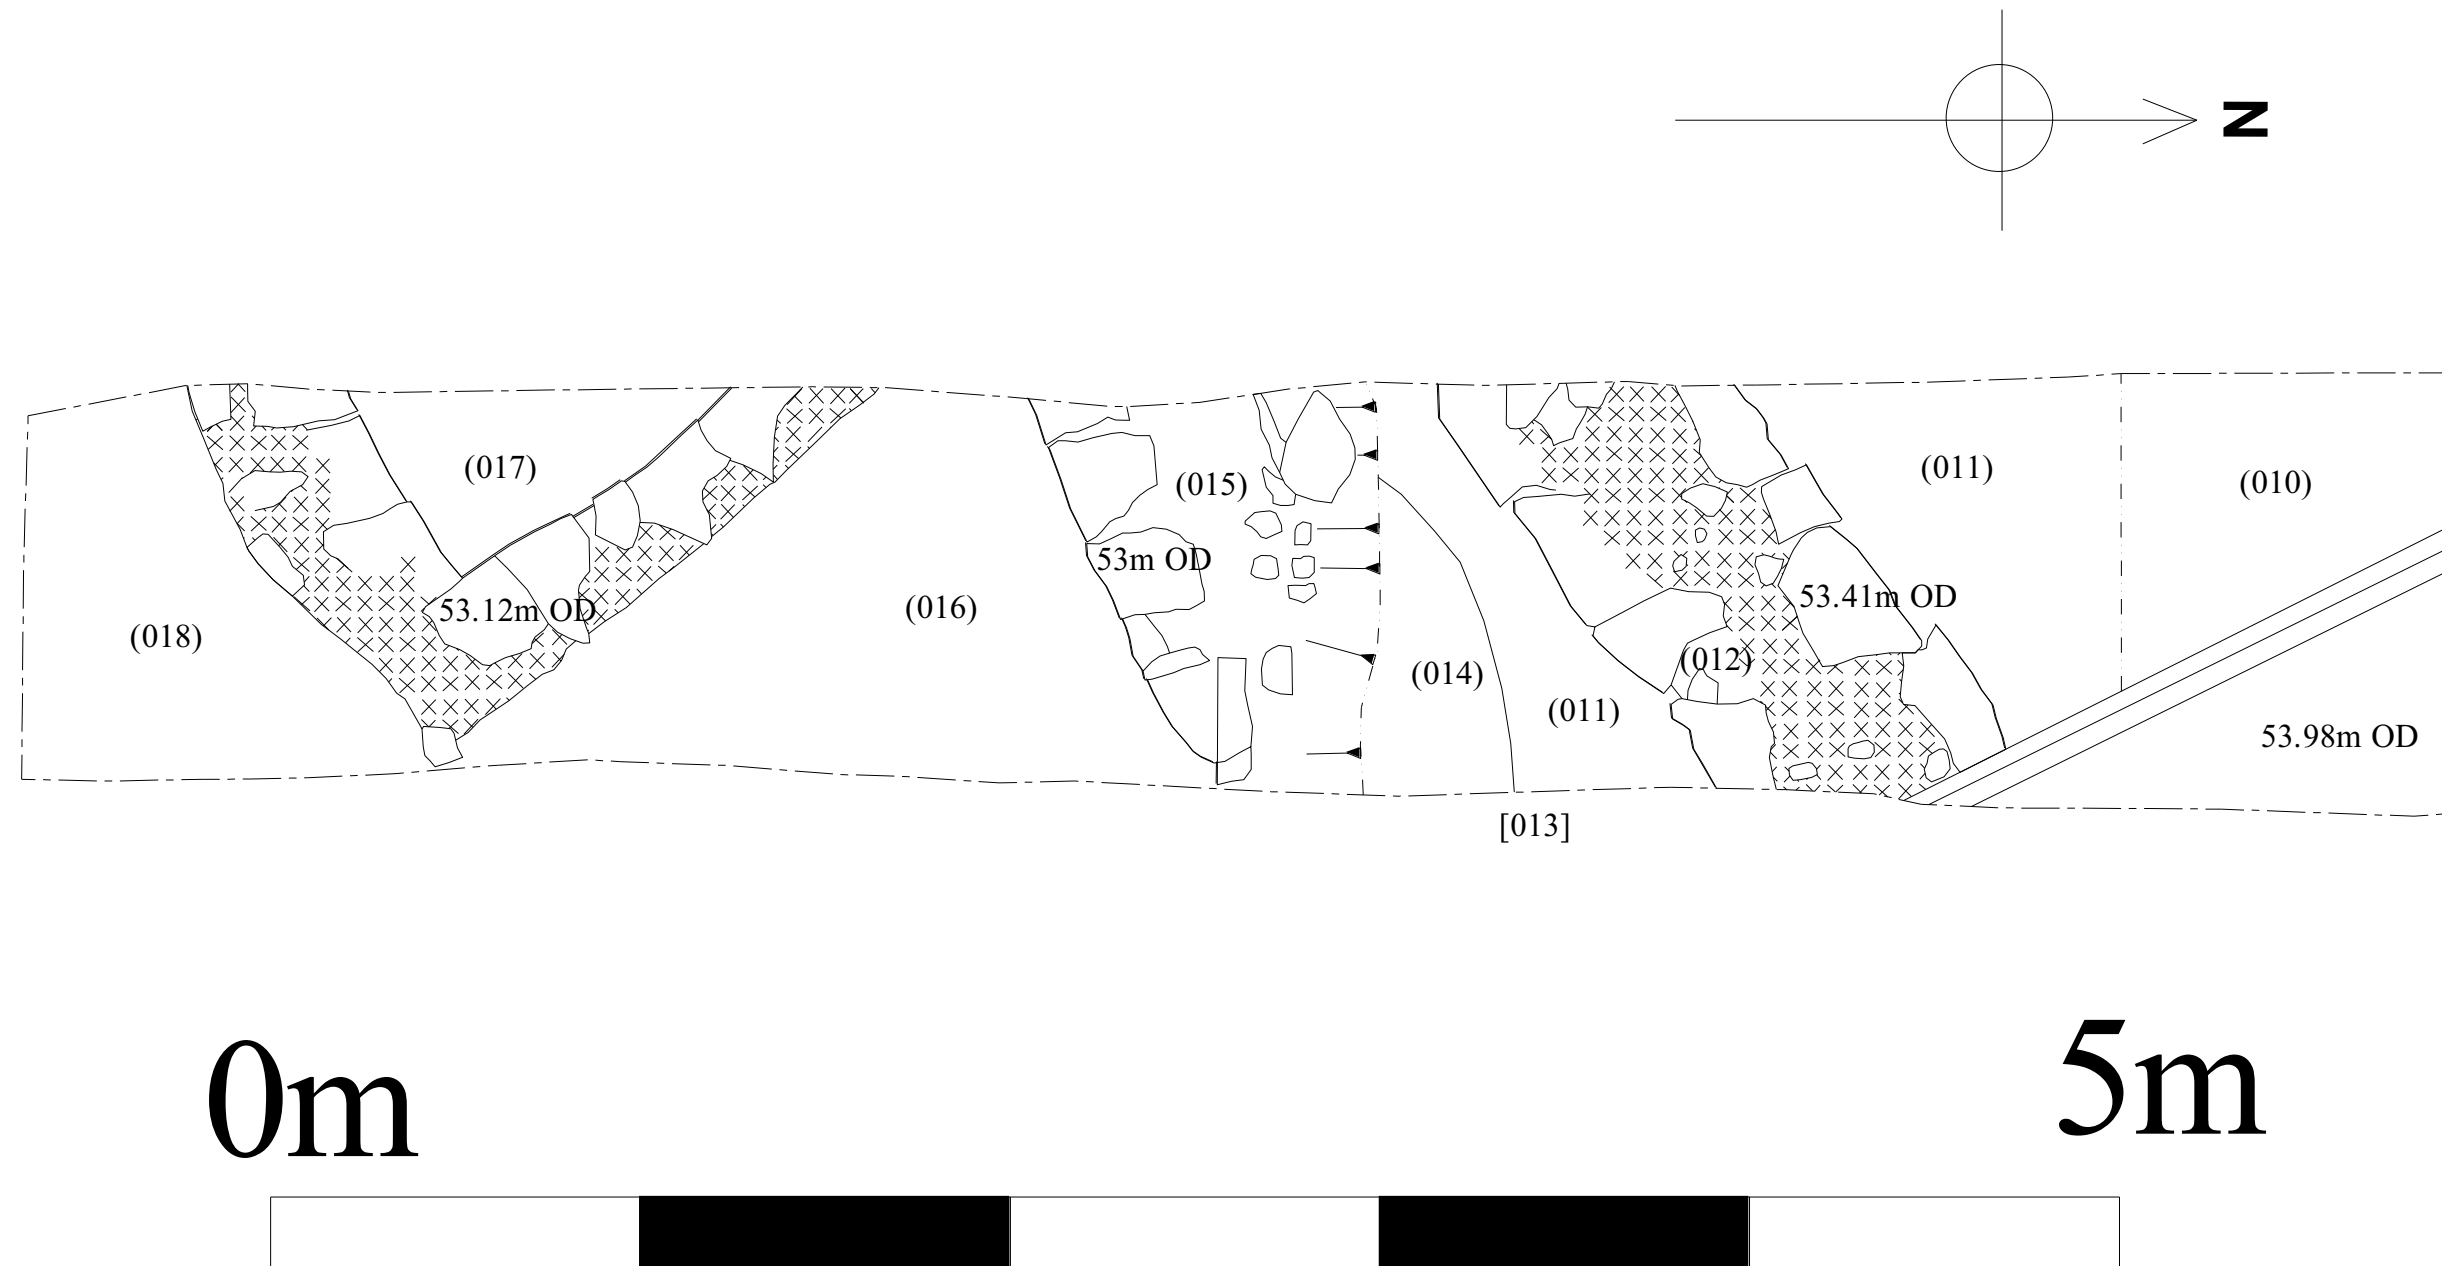 N
(017)
(015)
(011)
(010)
53m OD
53.12m OD
53.41m OD
(018)
(016)
(014)
(012)
(011)
53.98m OD
[013]
0m
5m